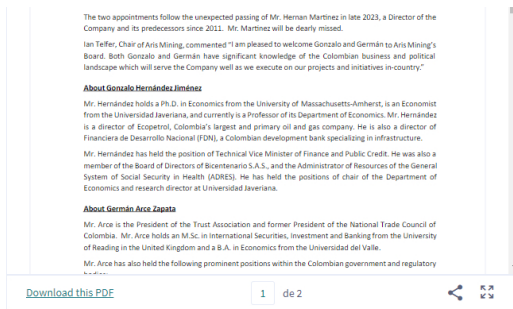 The two appointments follow the unexpected passing of Mr. Hernan Martinez in late 2023, a Director of the
Company and its predecessors since 2011. Mr. Martinez will be dearly missed.
Ian Telfer, Chair of Aris Mining, commented "I am pleased to welcome Gonzalo and Germán to Aris Mining's
Board. Both Gonzalo and Germán have significant knowledge of the Colombian business and political
landscape which will serve the Company well as we execute on our projects and initiatives in-country."
About Gonzalo Hernández Jiménez
Mr. Hernández holds a Ph.D. in Economics from the University of Massachusetts-Amherst, is an Economist
from the Universidad Javeriana, and currently is a Professor of its Department of Economics. Mr. Hernández
is a director of Ecopetrol, Colombia's largest and primary oil and gas company. He is also a director of
Financiera de Desarrollo Nacional (FDN), a Colombian development bank specializing in infrastructure.
Mr. Hernández has held the position of Technical Vice Minister of Finance and Public Credit. He was also a
member of the Board of Directors of Bicentenario S.A.S., and the Administrator of Resources of the General
System of Social Security in Health (ADRES). He has held the positions of chair of the Department of
Economics and research director at Universidad Javeriana.
About Germán Arce Zapata
Mr. Arce is the President of the Trust Association and former President of the National Trade Council of
Colombia. Mr. Arce holds an M.Sc. in International Securities, Investment and Banking from the University
of Reading in the United Kingdom and a B.A. in Economics from the Universidad del Valle.
Mr. Arce has also held the following prominent positions within the Colombian government and regulatory
Download this PDF
1 de 2